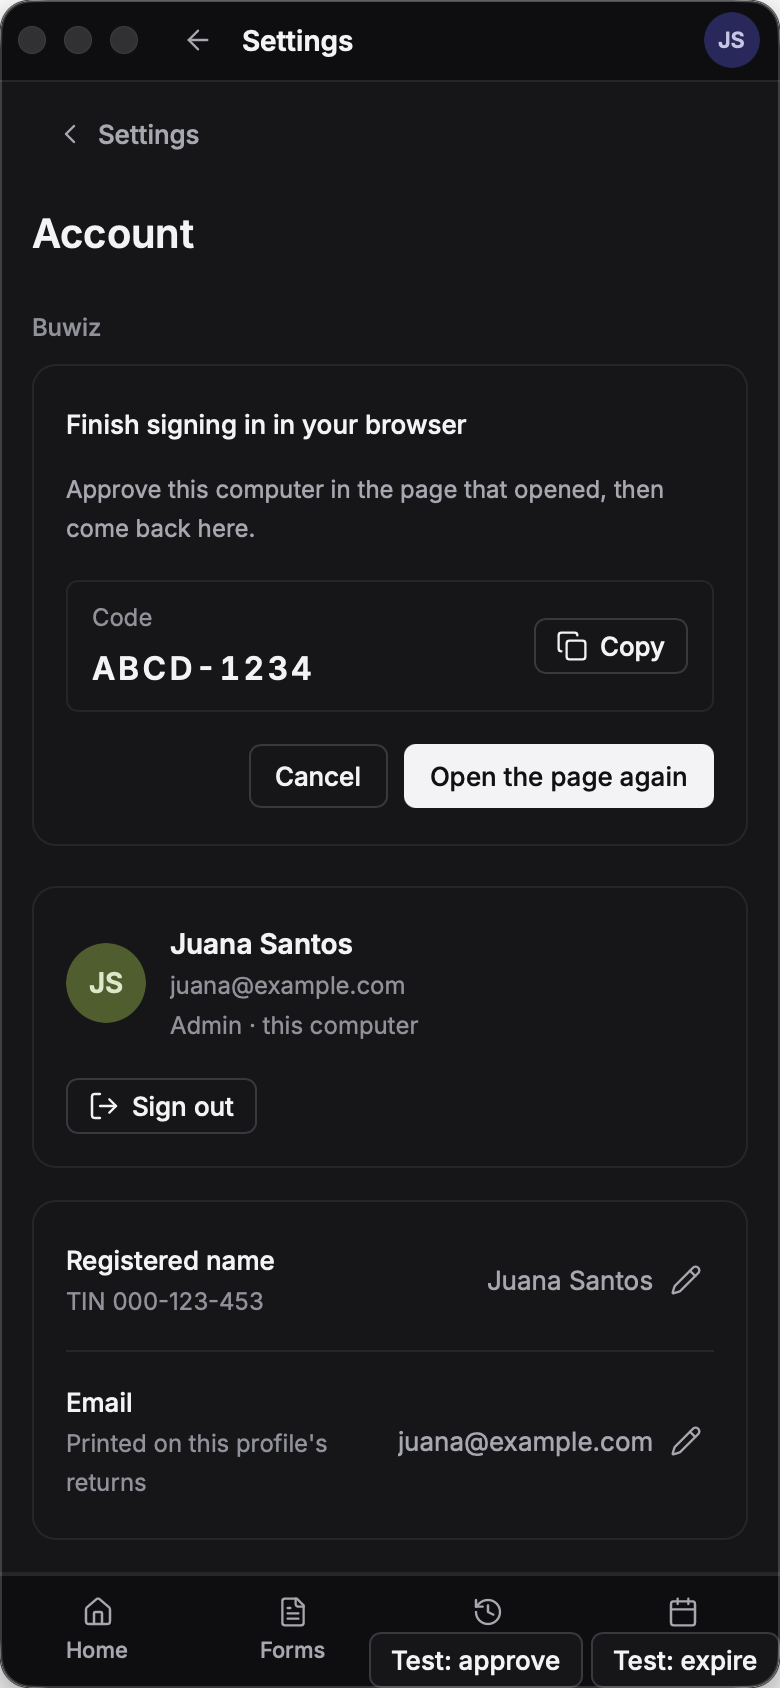 Settings
JS
Settings
Account
Buwiz
Finish signing in in your browser
Approve this computer in the page that opened, then
come back here.
Code
ABCD-1234
Copy
Cancel
Open the page again
JS
Juana Santos
juana@example.com
Admin · this computer
Sign out
Registered name
TIN 000-123-453
Juana Santos
Email
Printed on this profile's
returns
juana@example.com
Home
Forms
Test: approve
Test: expire